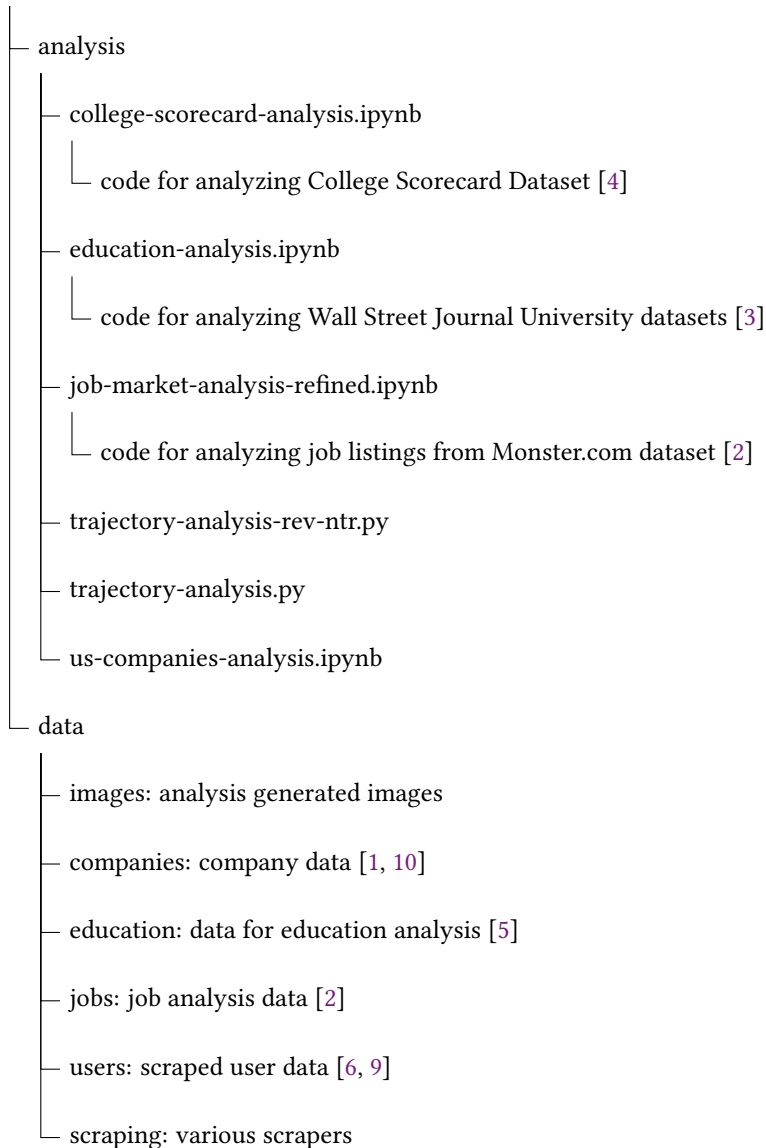 analysis
college-scorecard-analysis.ipynb
code for analyzing College Scorecard Dataset [4]
education-analysis.ipynb
code for analyzing Wall Street Journal University datasets [3]
job-market-analysis-refined.ipynb
code for analyzing job listings from Monster.com dataset [2]
trajectory-analysis-rev-ntr.py
trajectory-analysis.py
us-companies-analysis.ipynb
data
images: analysis generated images
companies: company data [1, 10]
education: data for education analysis [5]
jobs: job analysis data [2]
users: scraped user data [6, 9]
scraping: various scrapers